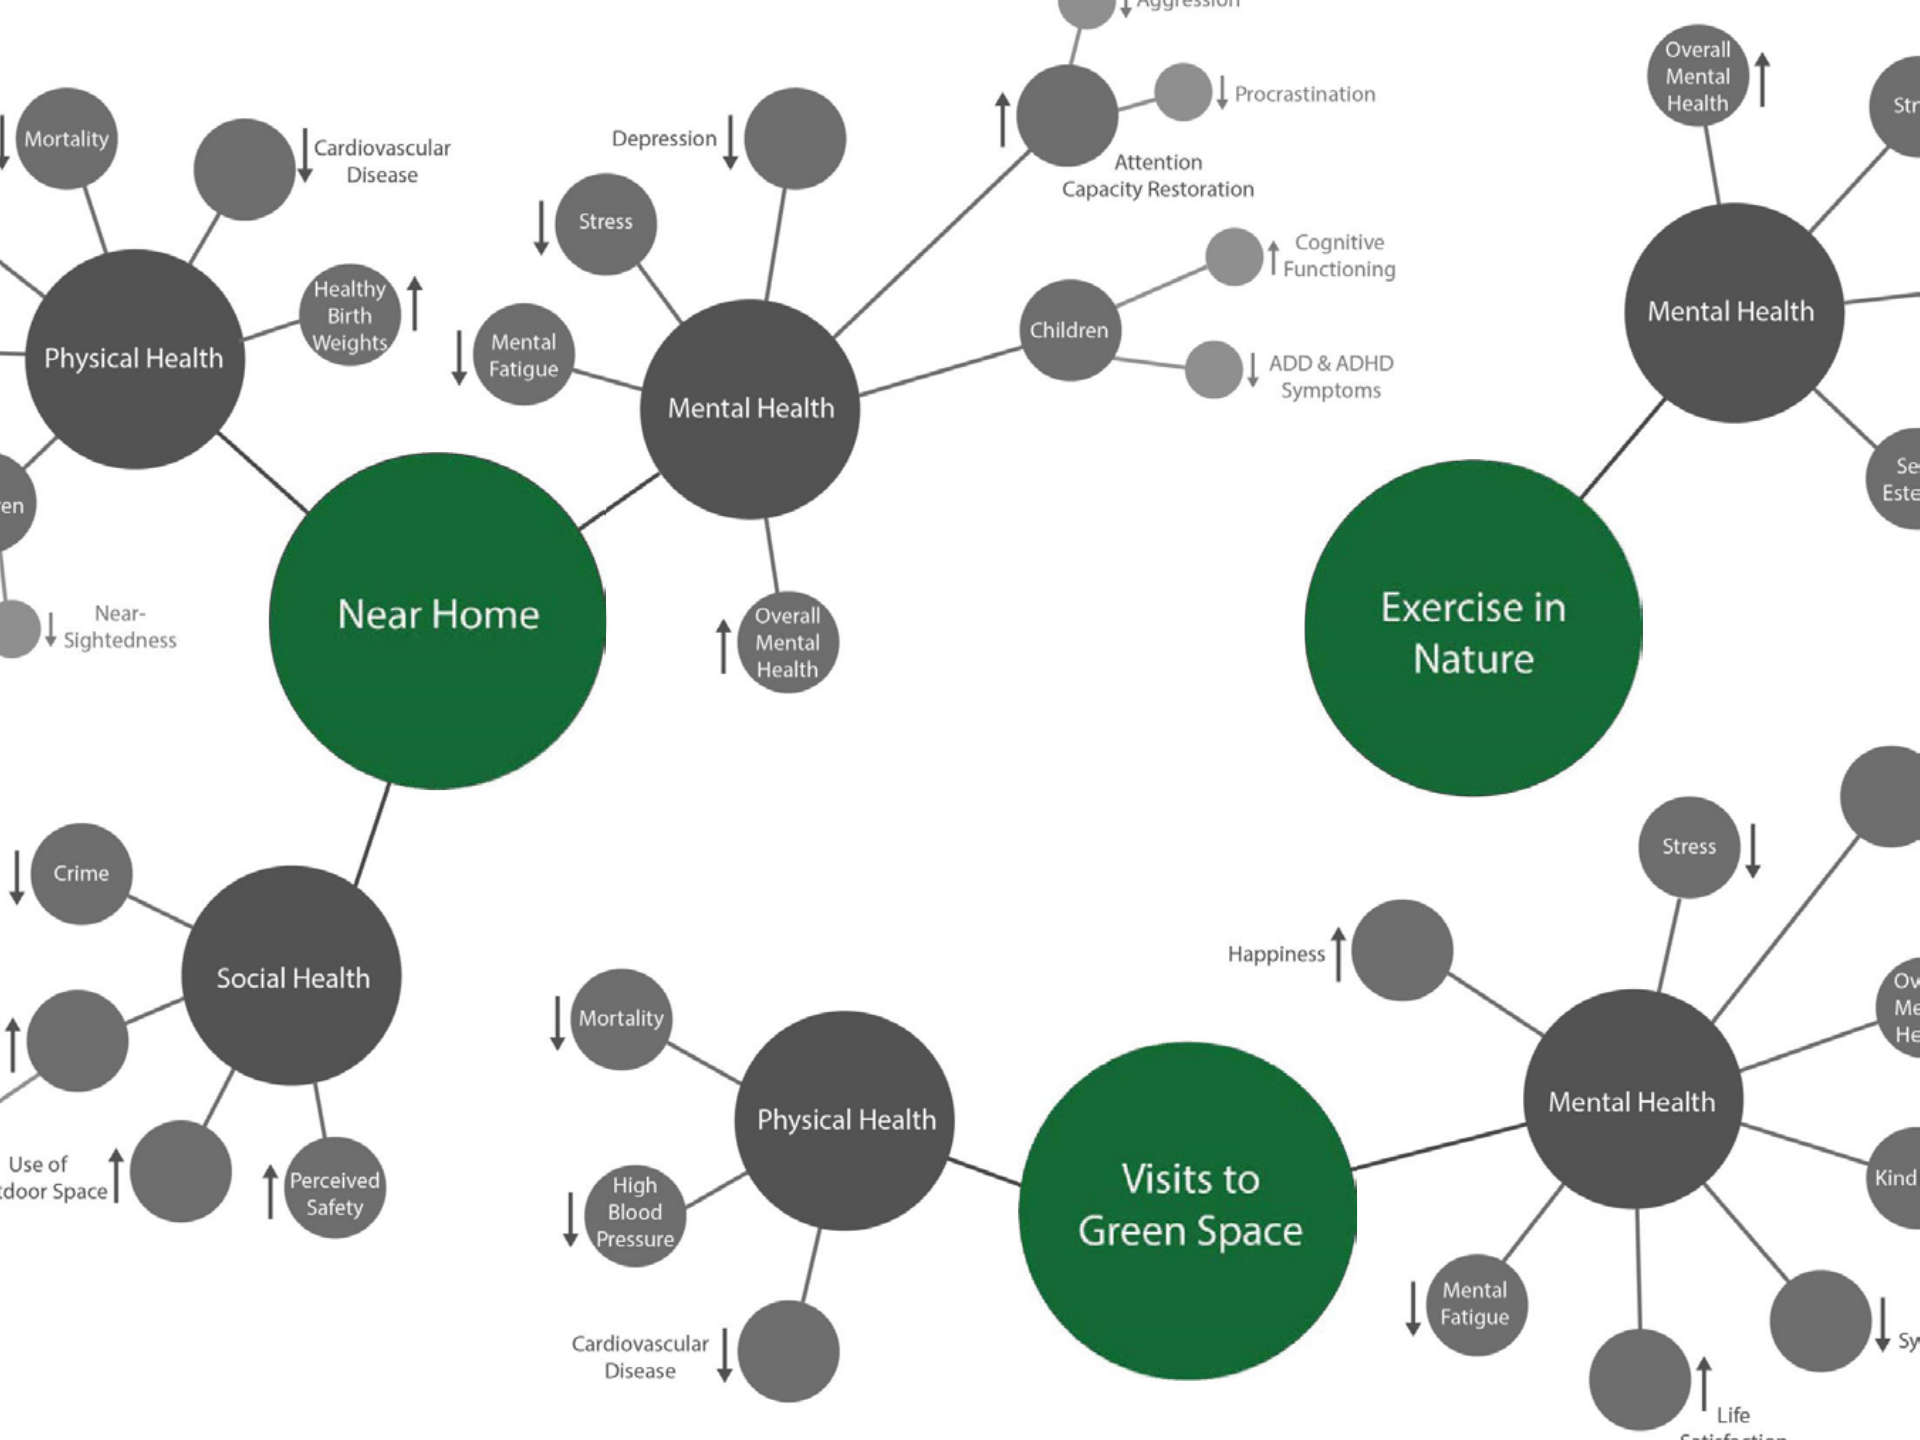 Aggression
Procrastination
Attention
Capacity Restoration
Cognitive
Functioning
Children
ADD & ADHD
Symptoms
Depression
Stress
Mental
Fatigue
Mental Health
Overall
Mental
Health
Mortality
Cardiovascular
Disease
Healthy
Birth
Weights
Physical Health
Near-
Sightedness
Near Home
Crime
Social Health
Use of
Perceived
Safety
Overall
Mental
Health
Mental Health
Exercise in
Nature
Mortality
Physical Health
High
Blood
Pressure
Cardiovascular
Disease
Visits to
Green Space
Stress
Happiness
Mental Health
Kind
Mental
Fatigue
Life